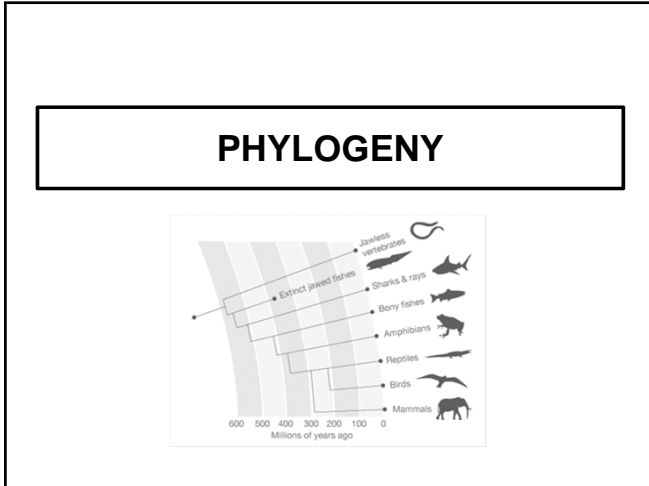 PHYLOGENY
Jawless
vertebrates
Extinct jawed fishes
Sharks & rays
Bony fishes
Amphibians
Reptiles
Birds
Mammals
600 500 400 300 200 100 0
Millions of years ago